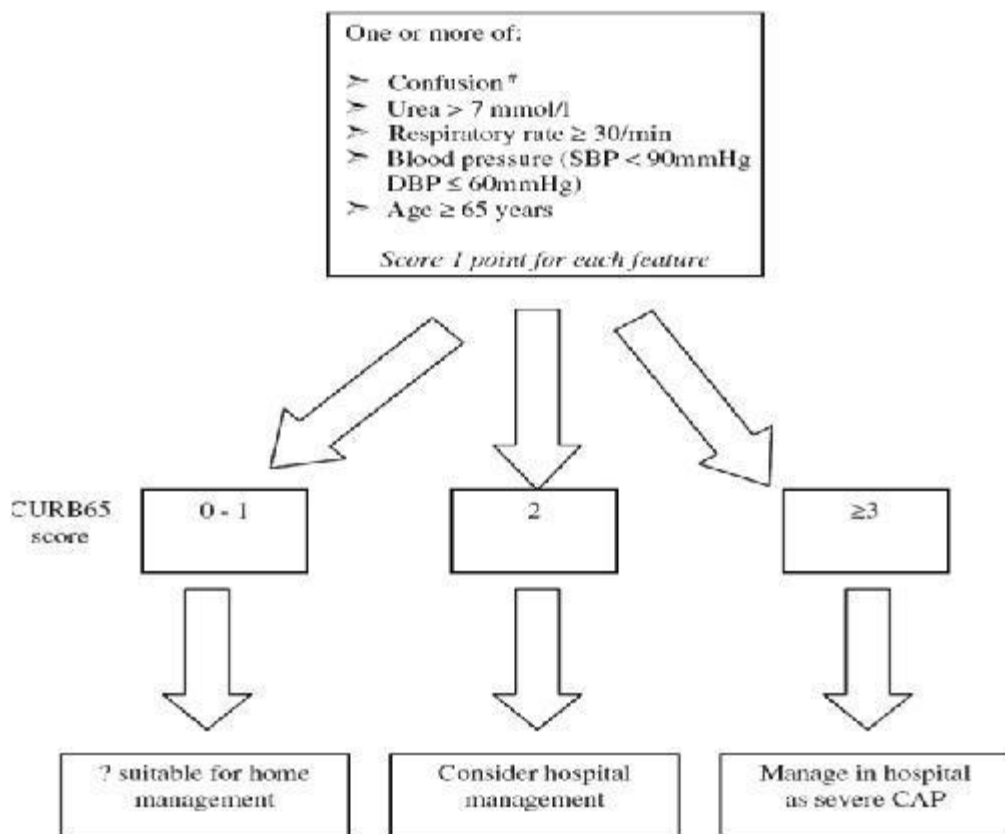 One or more of:
➢ Confusion #
➢ Urea > 7 mmol/l
➢ Respiratory rate ≥ 30/min
➢ Blood pressure (SBP < 90mmHg
DBP ≤ 60mmHg)
➢ Age ≥ 65 years
Score 1 point for each feature
CURB65
score
0 - 1
2
≥3
? suitable for home
management
Consider hospital
management
Manage in hospital
as severe CAP